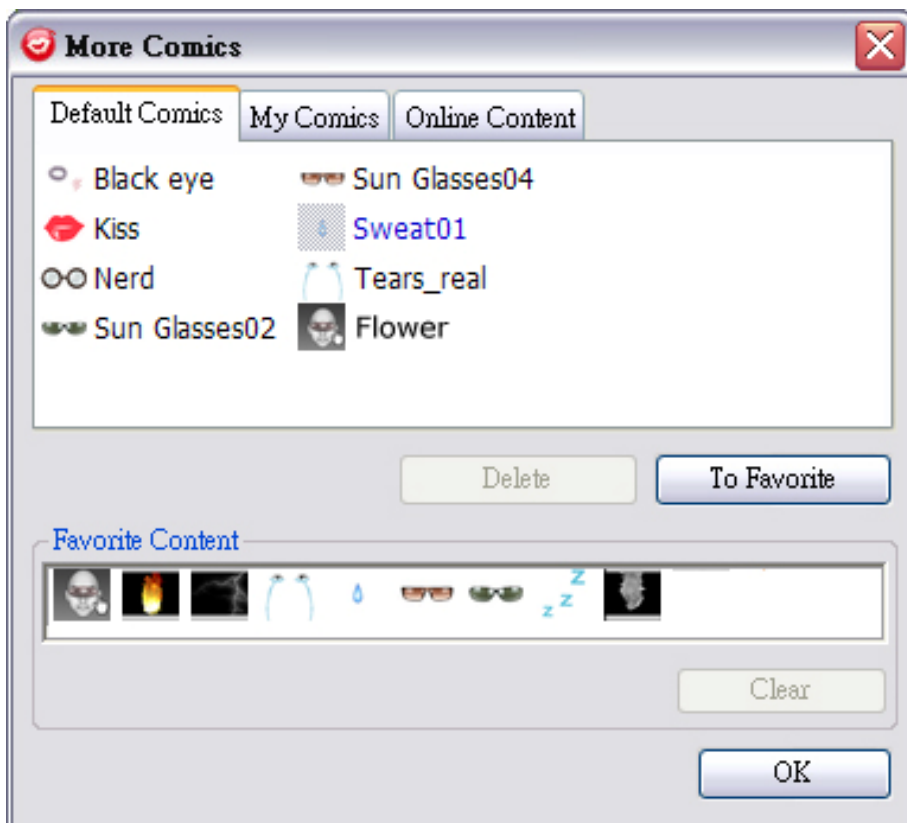 More Comics
Default Comics My Comics Online Content
Black eye Sun Glasses04
Kiss Sweat01
Nerd Tears_real
Sun Glasses02 Flower
Delete To Favorite
Favorite Content
z z z
Clear
OK